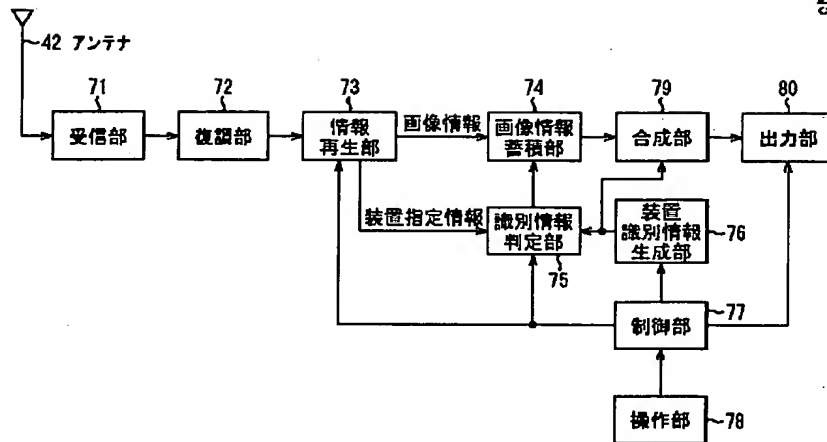 42 アンテナ
71
72
73
74
79
80
受信部
復調部
情報
再生部
画像情報
画像情報
蓄積部
合成部
出力部
装置指定情報
識別情報
判定部
75
装置
識別情報
生成部
76
制御部
77
操作部
78